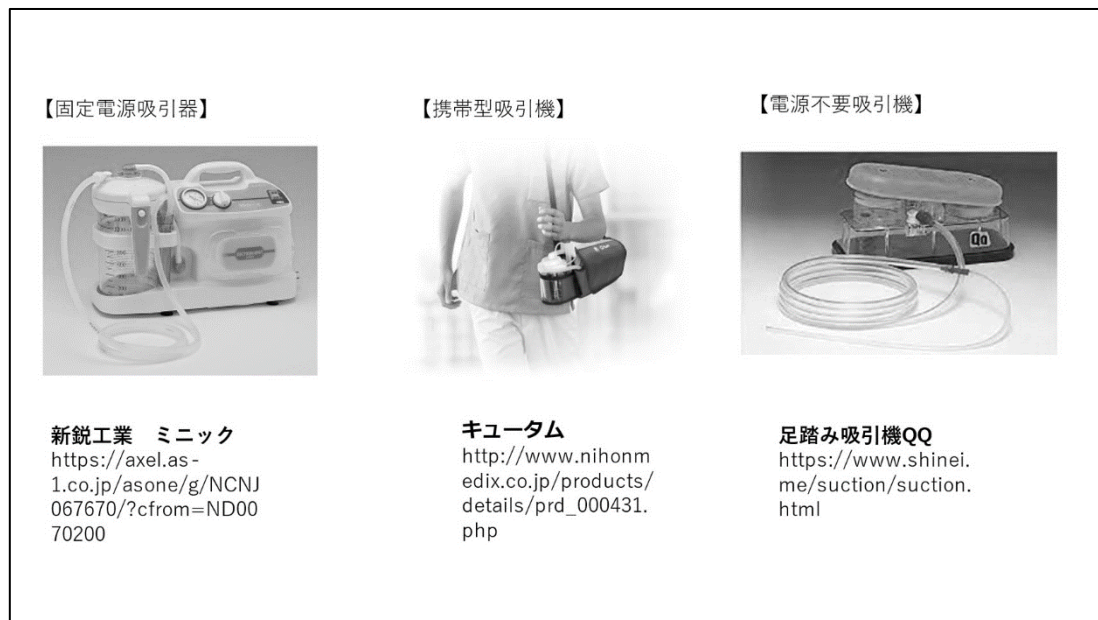 【固定電源吸引器】
【携帯型吸引機】
【電源不要吸引機】
QQ
新鋭工業　ミニック
https://axel.as-
1.co.jp/asone/g/NCNJ
067670/?cfrom=ND00
70200
キュータム
http://www.nihonm
edix.co.jp/products/
details/prd_000431.
php
足踏み吸引機QQ
https://www.shinei.
me/suction/suction.
html